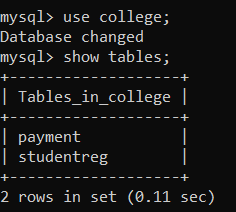 mysql> use college;
Database changed
mysql> show tables;
+-------------------+
| Tables_in_college |
+-------------------+
| payment           |
| studentreg        |
+-------------------+
2 rows in set (0.11 sec)